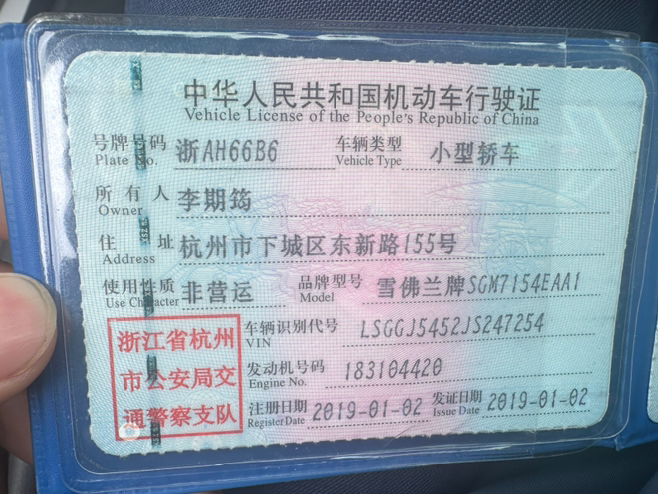 中华人民共和国机动车行驶证
Vehicle License of the People's Republic of China
号牌号码 浙AH66B6 车辆类型 小型轿车
Plate No. Vehicle Type
所有人 李期筠
Owner
住址 杭州市下城区东新路155号
Address
使用性质 非营运 品牌型号 雪佛兰牌SGM7154EAA1
Use Character Model
浙江省杭州
市公安局交
通警察支队
车辆识别代号 LSGGJ5452JS247254
VIN
发动机号码 183104420
Engine No.
注册日期 2019-01-02 发证日期 2019-01-02
Register Date Issue Date